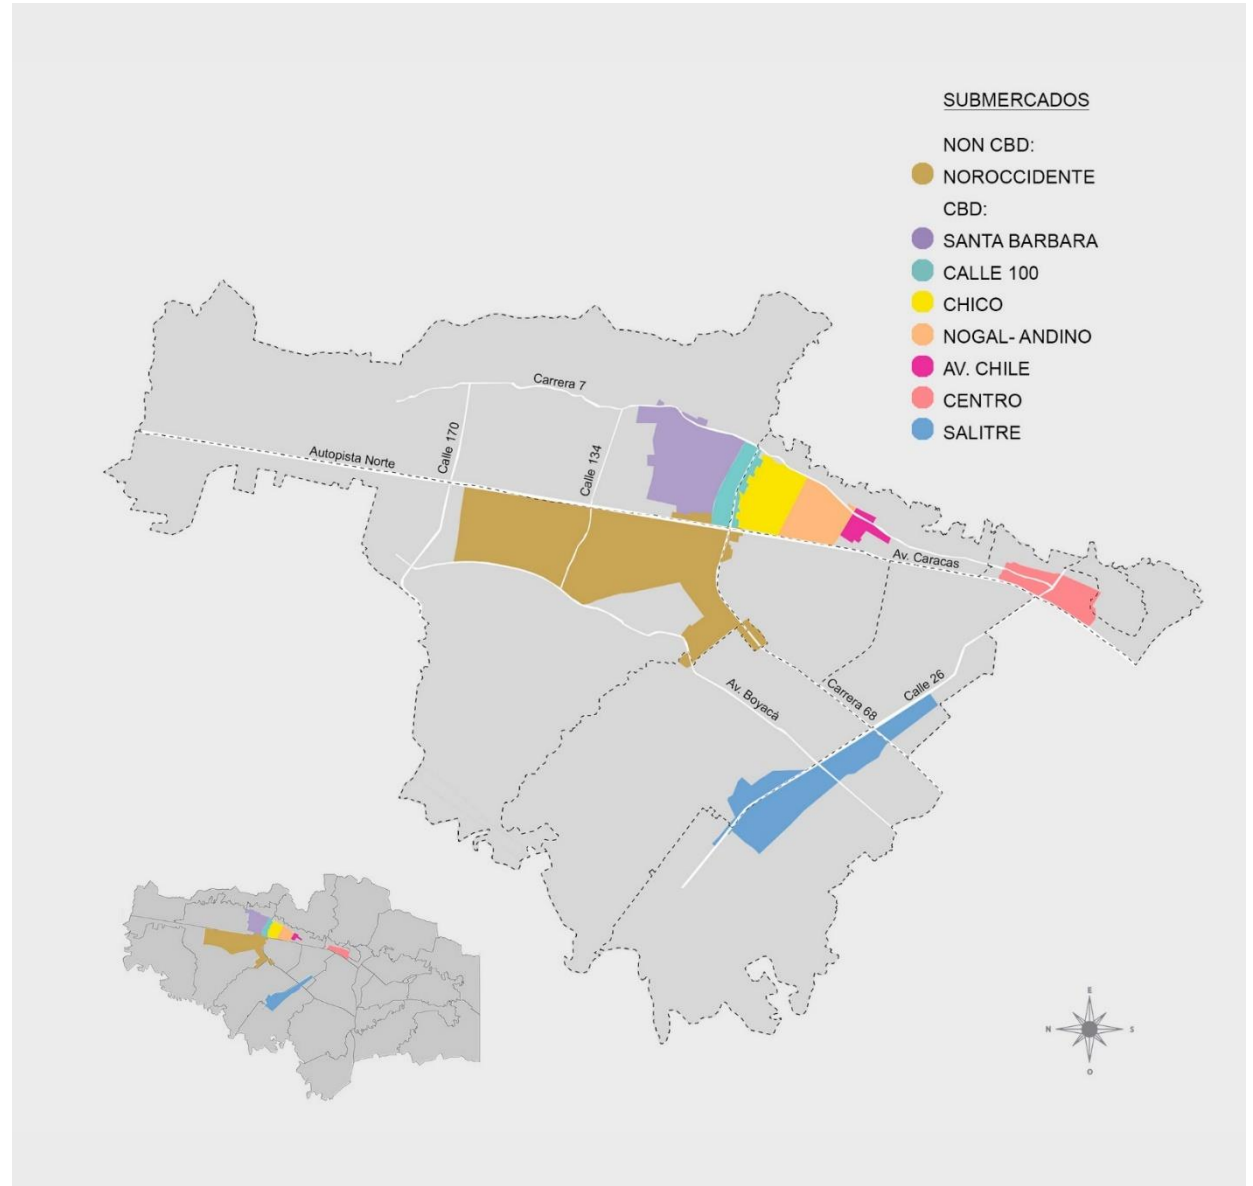 SUBMERCADOS
NON CBD:
NOROCCIDENTE
CBD:
SANTA BARBARA
CALLE 100
CHICO
NOGAL- ANDINO
AV. CHILE
CENTRO
SALITRE
Carrera 7
Calle 170
Autopista Norte
Calle 134
Av. Caracas
Calle 26
Carrera 68
Av. Boyacá
E
N
S
O